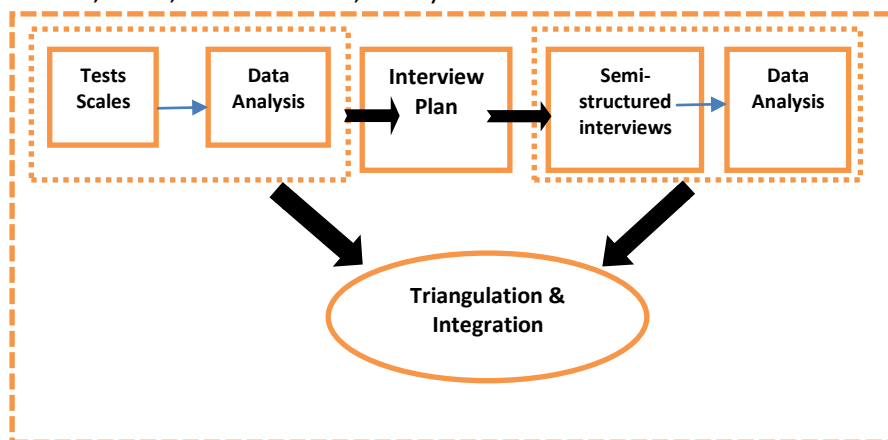 Tests
Scales
Data
Analysis
Interview
Plan
Semi-
structured
interviews
Data
Analysis
Triangulation &
Integration